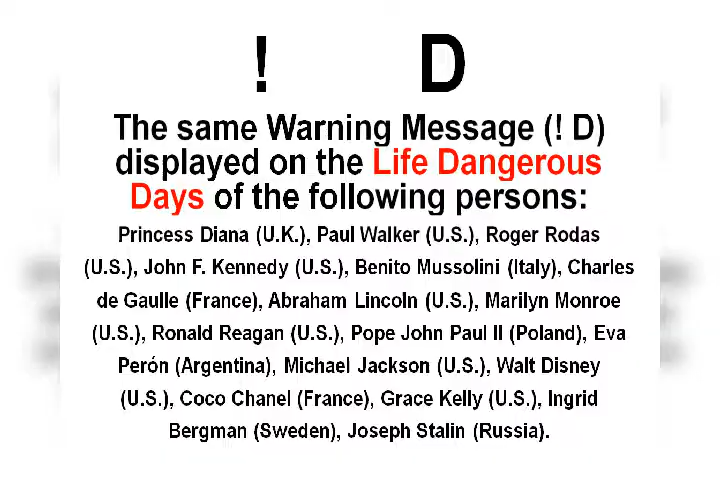 ! D
The same Warning Message (! D)
displayed on the Life Dangerous
Days of the following persons:
Princess Diana (U.K.), Paul Walker (U.S.), Roger Rodas
(U.S.), John F. Kennedy (U.S.), Benito Mussolini (Italy), Charles
de Gaulle (France), Abraham Lincoln (U.S.), Marilyn Monroe
(U.S.), Ronald Reagan (U.S.), Pope John Paul II (Poland), Eva
Perón (Argentina), Michael Jackson (U.S.), Walt Disney
(U.S.), Coco Chanel (France), Grace Kelly (U.S.), Ingrid
Bergman (Sweden), Joseph Stalin (Russia).